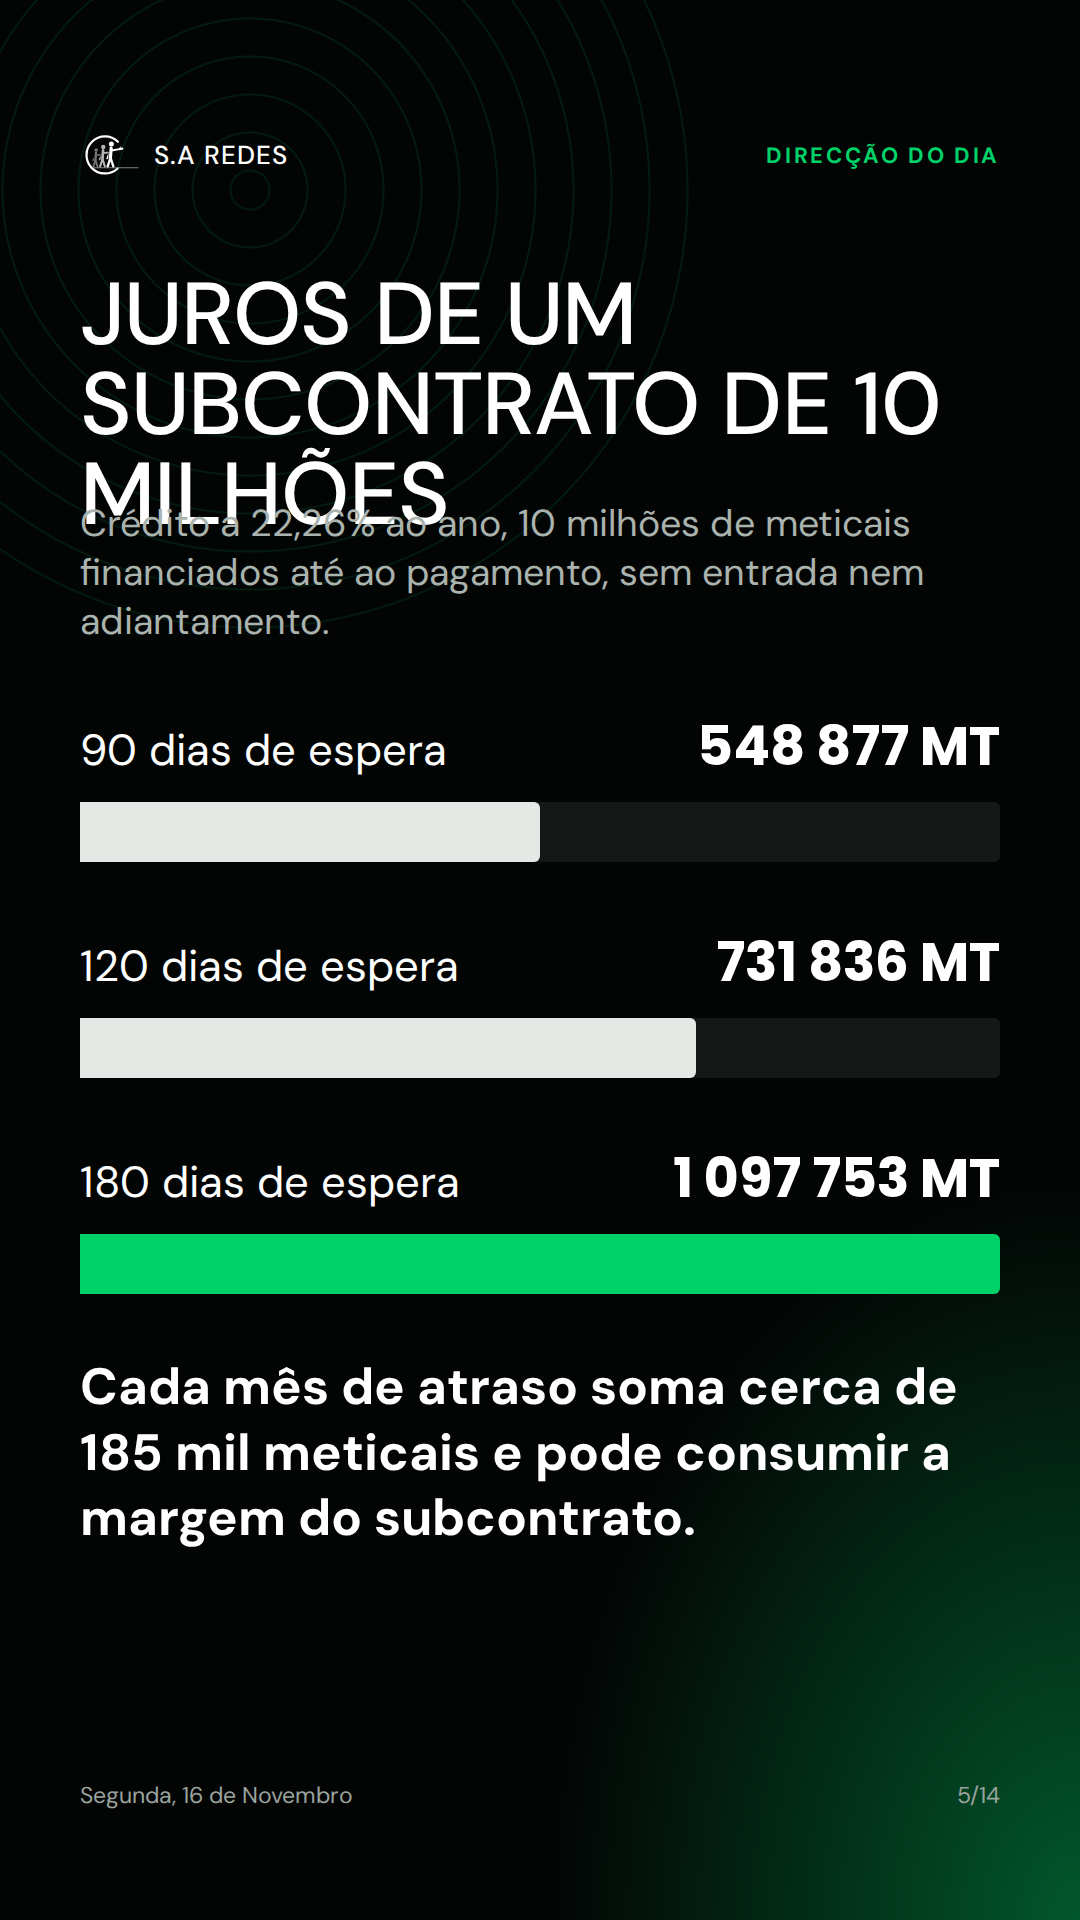 S.A REDES
DIRECÇÃO DO DIA
JUROS DE UM
SUBCONTRATO DE 10
MILHÕES
Crédito a 22,26% ao ano, 10 milhões de meticais
financiados até ao pagamento, sem entrada nem
adiantamento.
90 dias de espera
548 877 MT
120 dias de espera
731 836 MT
180 dias de espera
1 097 753 MT
Cada mês de atraso soma cerca de
185 mil meticais e pode consumir a
margem do subcontrato.
Segunda, 16 de Novembro
5/14